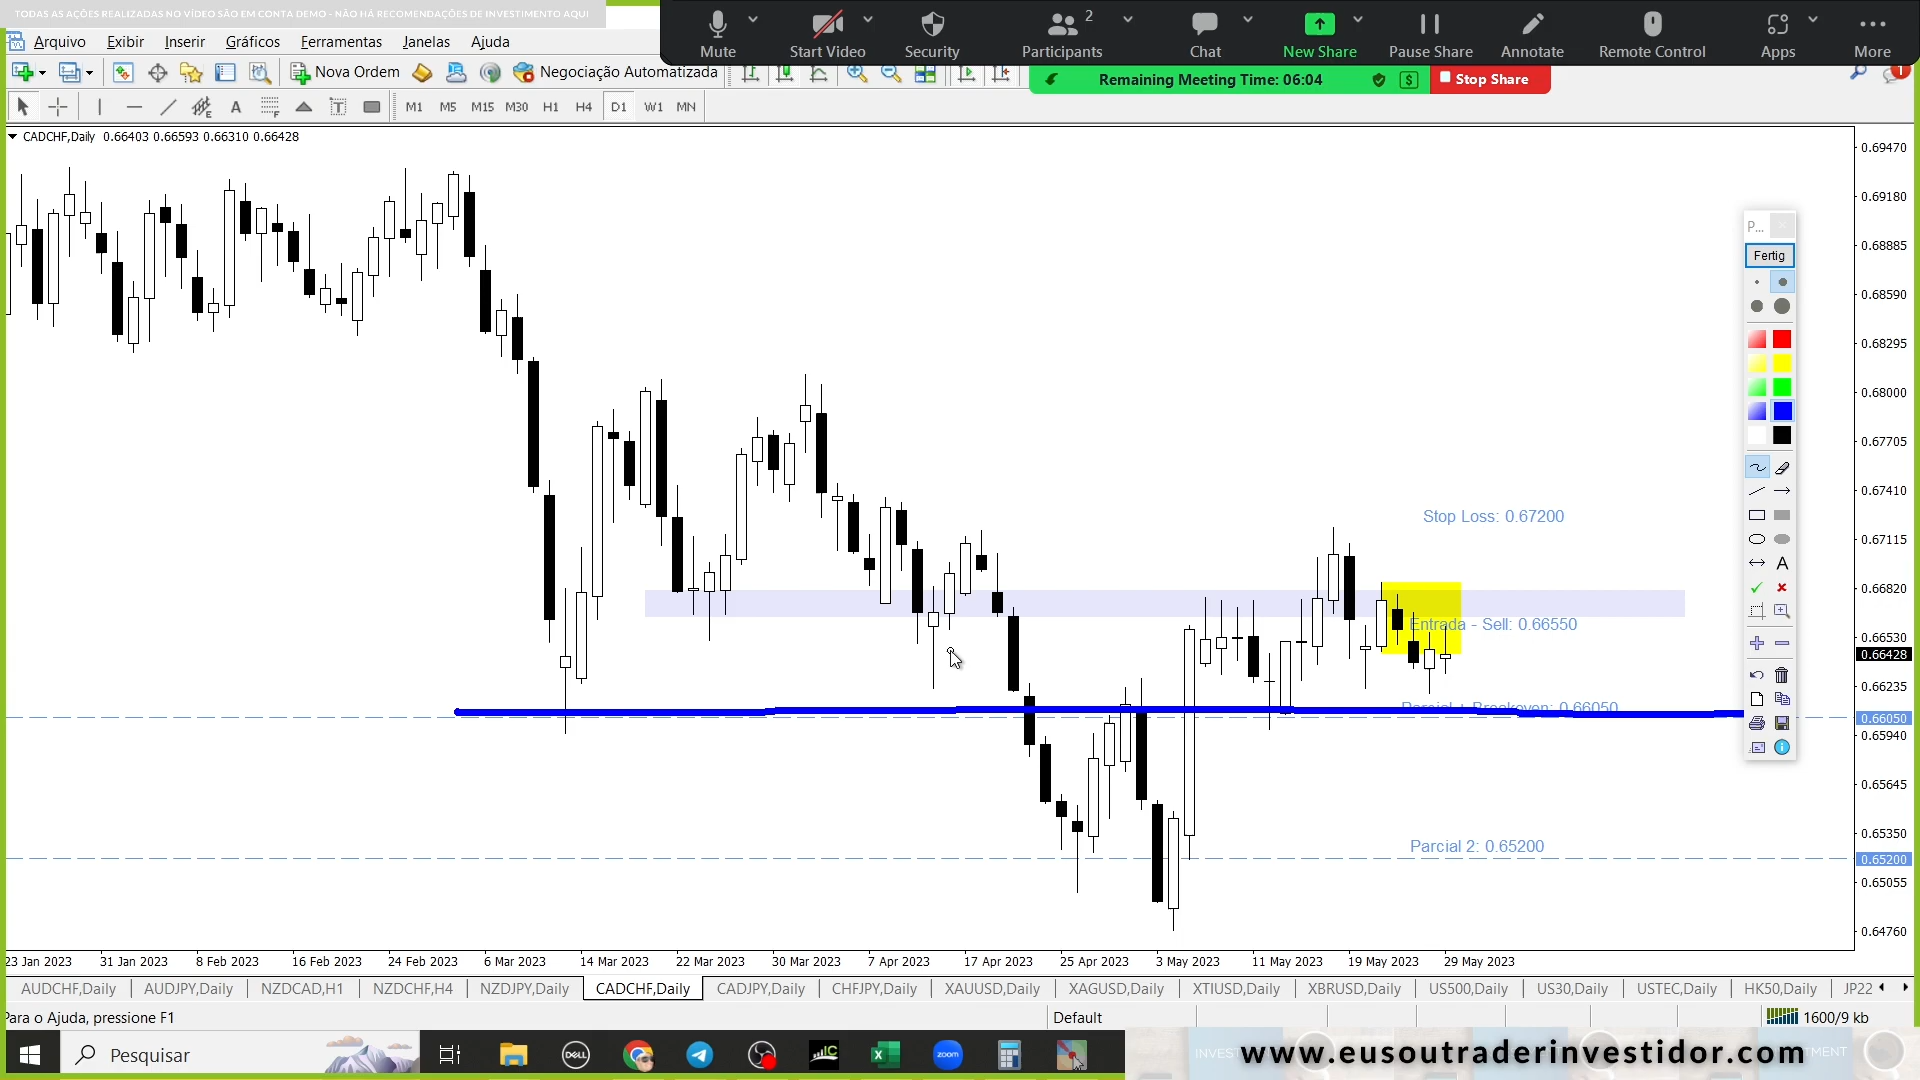 TODAS AS AÇÕES REALIZADAS NO VÍDEO SÃO EM CONTA DEMO - NÃO HÁ RECOMENDAÇÕES DE INVESTIMENTO AQUI
Arquivo Exibir Inserir Gráficos Ferramentas Janelas Ajuda
Mute Start Video Security Participants 2 Chat New Share Pause Share Annotate Remote Control Apps More
Nova Ordem Negociação Automatizada
Remaining Meeting Time: 06:04 Stop Share
1
A T M1 M5 M15 M30 H1 H4 D1 W1 MN
CADCHF,Daily 0.66403 0.66593 0.66310 0.66428
0.69470
0.69180
P...
0.68885
Fertig
0.68590
0.68295
0.68000
0.67705
0.67410
Stop Loss: 0.67200
0.67115
A
0.66820
Entrada - Sell: 0.66550
0.66530
0.66428
0.66235
Parcial + Breakeven: 0.66050
0.66050
0.65940
0.65645
0.65350
Parcial 2: 0.65200
0.65200
0.65055
0.64760
23 Jan 2023 31 Jan 2023 8 Feb 2023 16 Feb 2023 24 Feb 2023 6 Mar 2023 14 Mar 2023 22 Mar 2023 30 Mar 2023 7 Apr 2023 17 Apr 2023 25 Apr 2023 3 May 2023 11 May 2023 19 May 2023 29 May 2023
AUDCHF,Daily AUDJPY,Daily NZDCAD,H1 NZDCHF,H4 NZDJPY,Daily CADCHF,Daily CADJPY,Daily CHFJPY,Daily XAUUSD,Daily XAGUSD,Daily XTIUSD,Daily XBRUSD,Daily US500,Daily US30,Daily USTEC,Daily HK50,Daily JP22
Para o Ajuda, pressione F1 Default 1600/9 kb
Pesquisar DELL IC zoom www.eusoutraderinvestidor.com